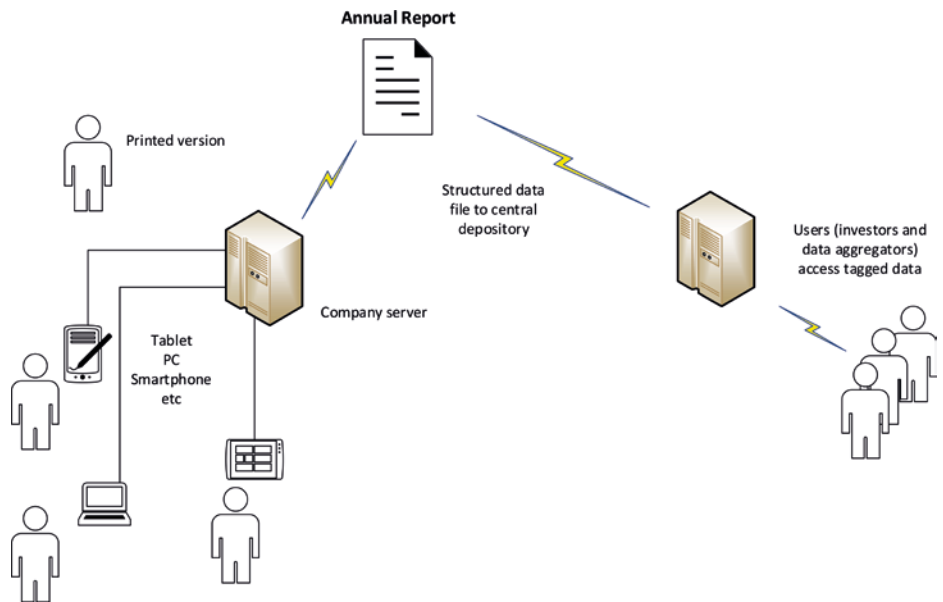 Annual Report
Printed version
Structured data
file to central
depository
Users (investors and
data aggregators)
access tagged data
Company server
Tablet
PC
Smartphone
etc